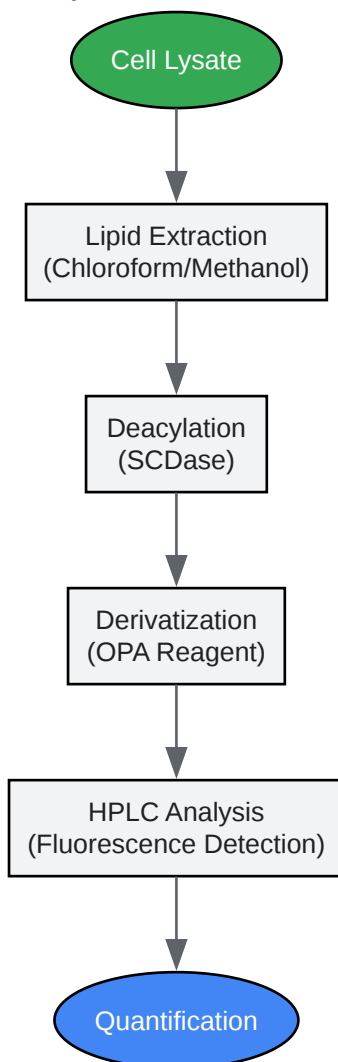 Cell Lysate
Lipid Extraction
(Chloroform/Methanol)
Deacylation
(SCDase)
Derivatization
(OPA Reagent)
HPLC Analysis
(Fluorescence Detection)
Quantification